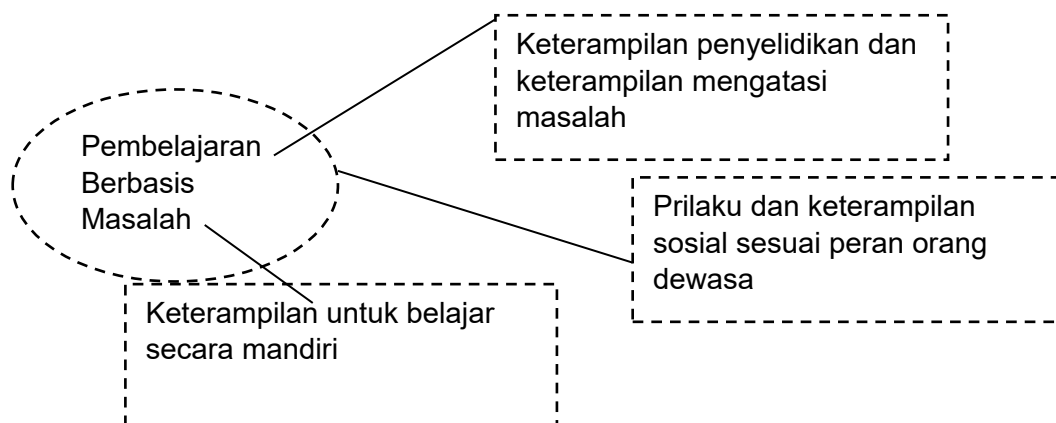 Keterampilan penyelidikan dan
keterampilan mengatasi
masalah
Pembelajaran
Berbasis
Masalah
Prilaku dan keterampilan
sosial sesuai peran orang
dewasa
Keterampilan untuk belajar
secara mandiri